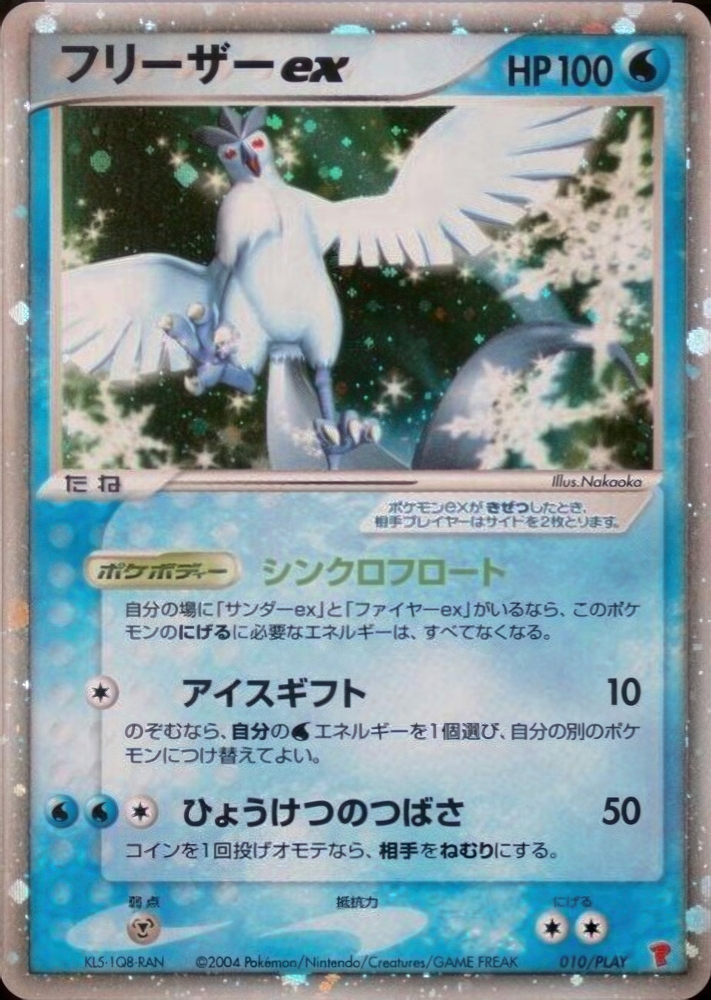 フリーザーex HP100
たね Illus.Nakaoka
ポケモンexがきぜつしたとき、
相手プレイヤーはサイドを2枚とります。
ポケボディー シンクロフロート
自分の場に「サンダーex」と「ファイヤーex」がいるなら、このポケ
モンのにげるに必要なエネルギーは、すべてなくなる。
アイスギフト 10
のぞむなら、自分の エネルギーを1個選び、自分の別のポケ
モンにつけ替えてよい。
ひょうけつのつばさ 50
コインを1回投げオモテなら、相手をねむりにする。
弱点 抵抗力 にげる
KL5-1Q8-RAN ©2004 Pokémon/Nintendo/Creatures/GAME FREAK 010/PLAY